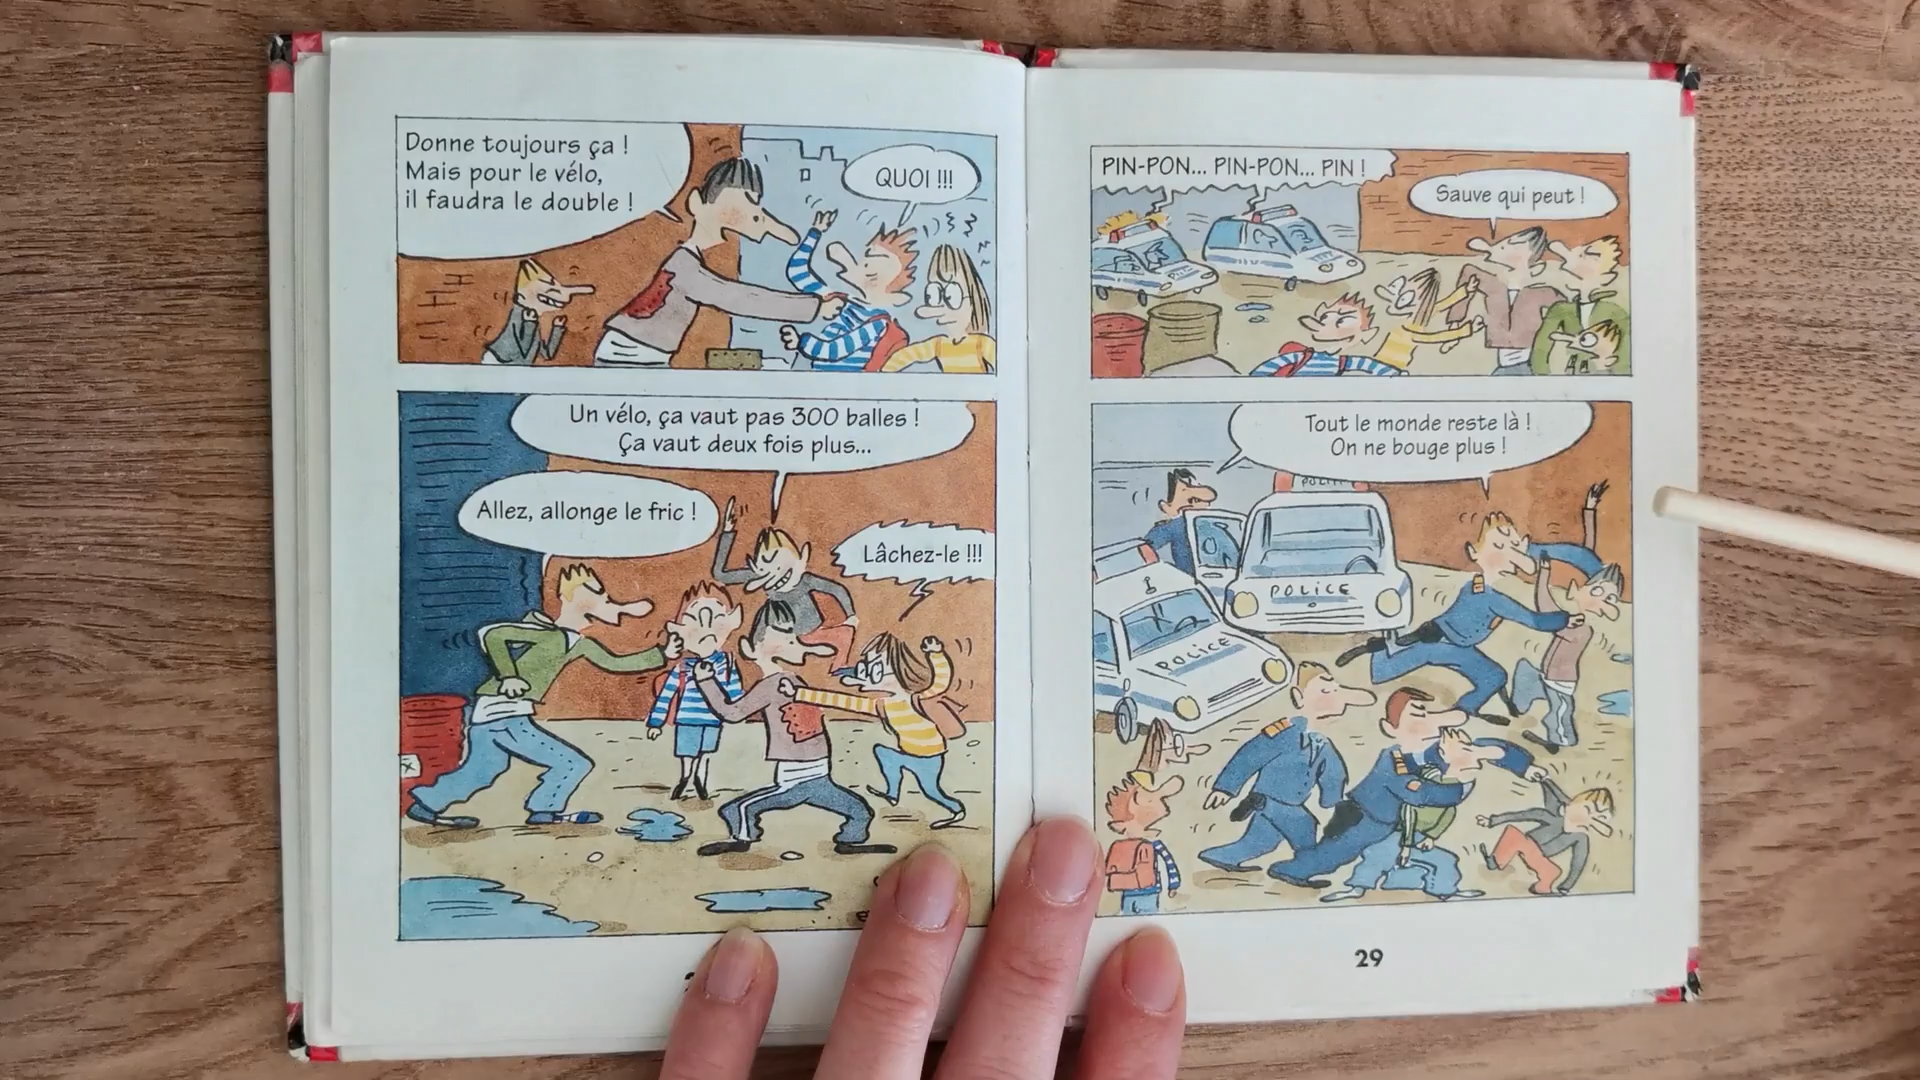 Donne toujours ça !
Mais pour le vélo,
il faudra le double !
QUOI !!!
Un vélo, ça vaut pas 300 balles !
Ça vaut deux fois plus...
Allez, allonge le fric !
Lâchez-le !!!
PIN-PON... PIN-PON... PIN !
Sauve qui peut !
Tout le monde reste là !
On ne bouge plus !
POLICE
POLICE
29